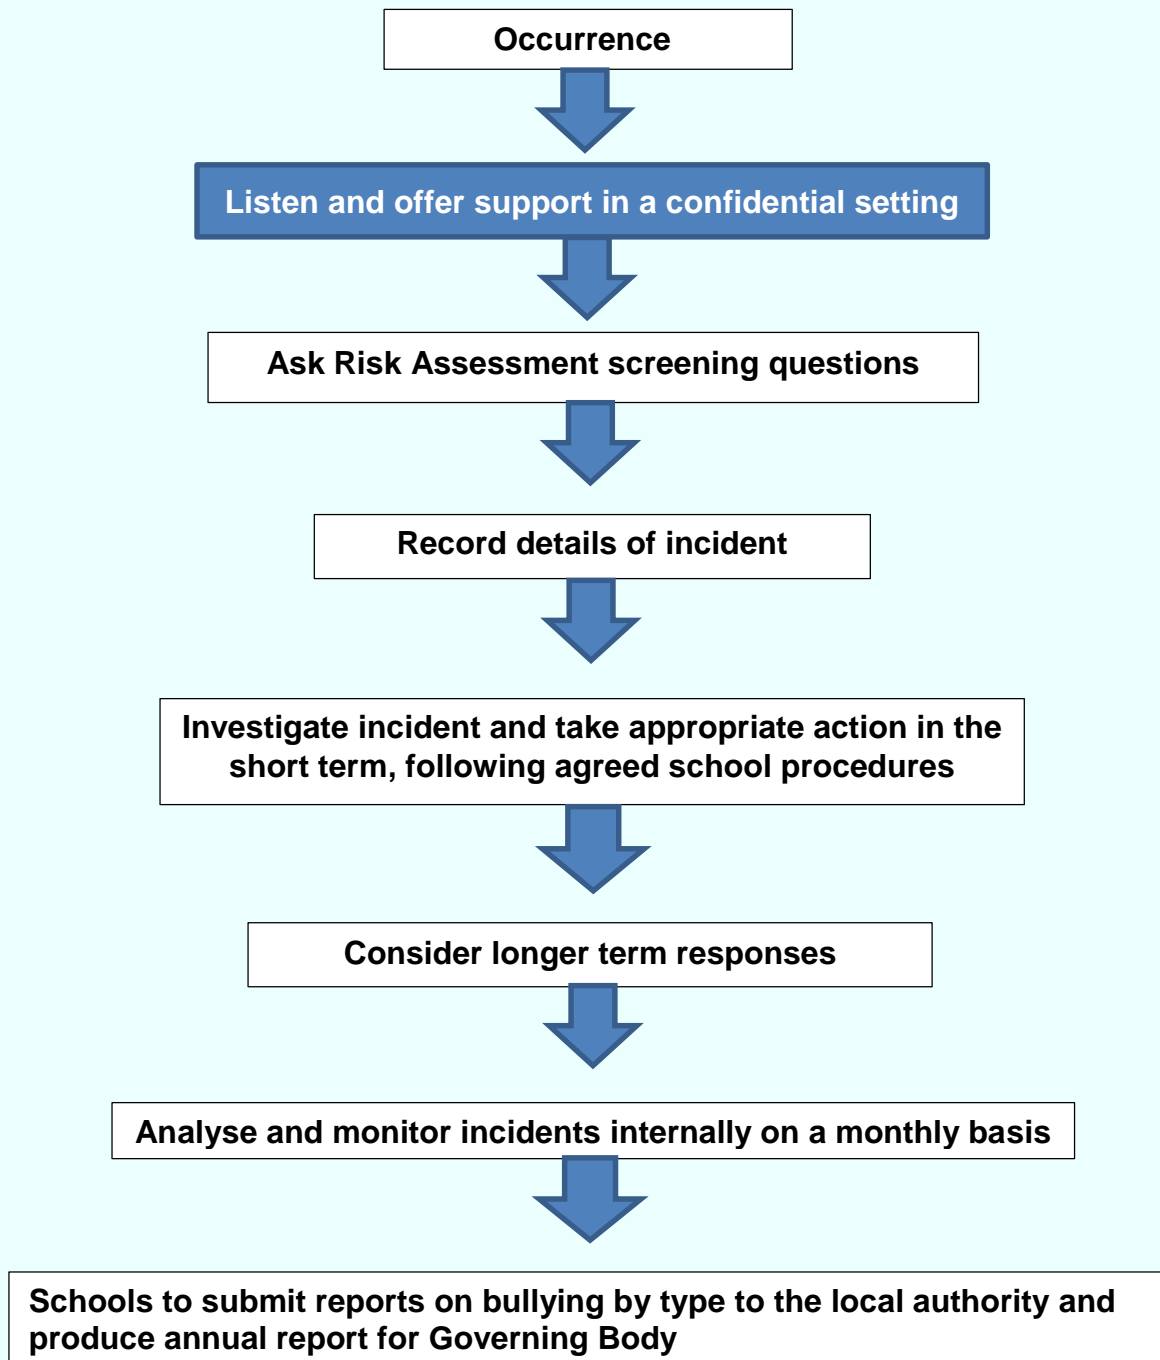 Occurrence
Listen and offer support in a confidential setting
Ask Risk Assessment screening questions
Record details of incident
Investigate incident and take appropriate action in the
short term, following agreed school procedures
Consider longer term responses
Analyse and monitor incidents internally on a monthly basis
Schools to submit reports on bullying by type to the local authority and
produce annual report for Governing Body